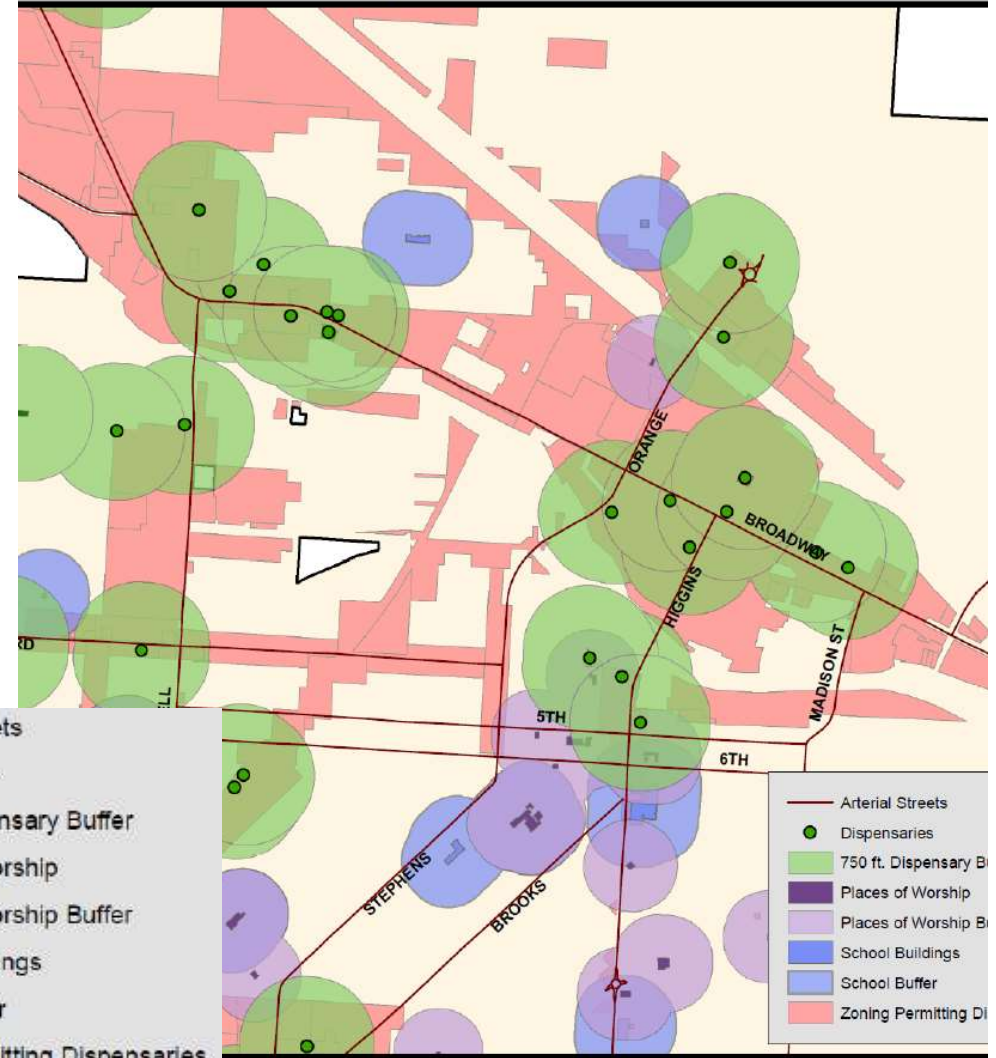 ORANGE
BROADWAY
HIGGINS
MADISON ST
RD
ELL
5TH
6TH
STEPHENS
BROOKS
ets
nsary Buffer
orship
orship Buffer
ngs
r
itting Dispensaries
Arterial Streets
Dispensaries
750 ft. Dispensary Bu
Places of Worship
Places of Worship Bu
School Buildings
School Buffer
Zoning Permitting Di